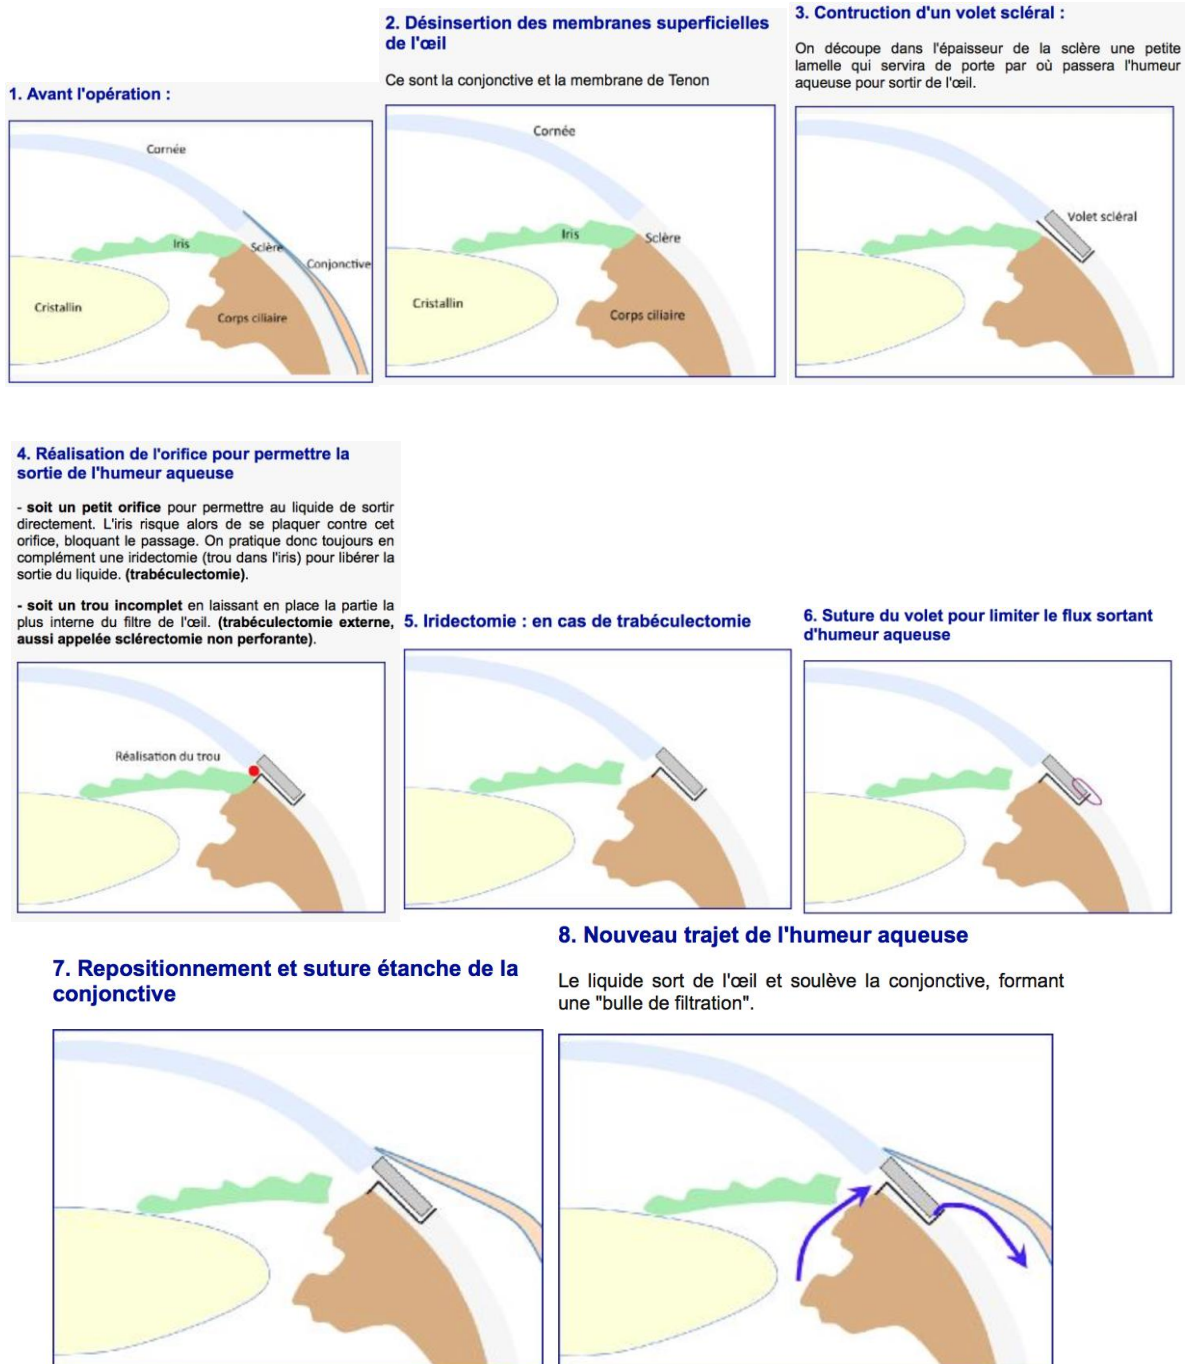 1. Avant l'opération :
Cornée
Iris
Sclère
Conjonctive
Cristallin
Corps ciliaire
2. Désinsertion des membranes superficielles
de l'œil
Ce sont la conjonctive et la membrane de Tenon
Cornée
Iris
Sclère
Cristallin
Corps ciliaire
3. Contruction d'un volet scléral :
On découpe dans l'épaisseur de la sclère une petite
lamelle qui servira de porte par où passera l'humeur
aqueuse pour sortir de l'œil.
Volet scléral
4. Réalisation de l'orifice pour permettre la
sortie de l'humeur aqueuse
- soit un petit orifice pour permettre au liquide de sortir
directement. L'iris risque alors de se plaquer contre cet
orifice, bloquant le passage. On pratique donc toujours en
complément une iridectomie (trou dans l'iris) pour libérer la
sortie du liquide. (trabéculectomie).
- soit un trou incomplet en laissant en place la partie la
plus interne du filtre de l'œil. (trabéculectomie externe,
aussi appelée sclérectomie non perforante).
Réalisation du trou
5. Iridectomie : en cas de trabéculectomie
6. Suture du volet pour limiter le flux sortant
d'humeur aqueuse
7. Repositionnement et suture étanche de la
conjonctive
8. Nouveau trajet de l'humeur aqueuse
Le liquide sort de l'œil et soulève la conjonctive, formant
une "bulle de filtration".